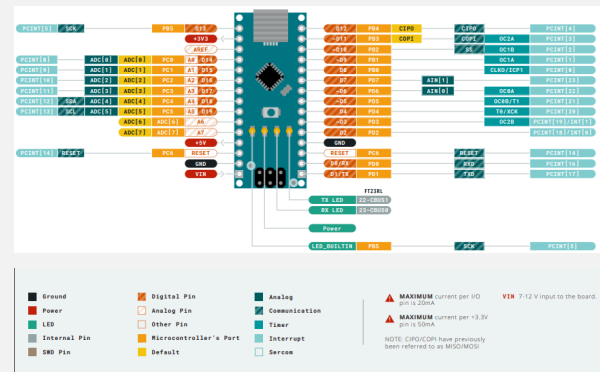 PCINT[5] SCK PB5 D13
+3V3
AREF
PCINT[8] ADC[0] ADC[0] PC0 A0 D14
PCINT[9] ADC[1] ADC[1] PC1 A1 D15
PCINT[10] ADC[2] ADC[2] PC2 A2 D16
PCINT[11] ADC[3] ADC[3] PC3 A3 D17
PCINT[12] SDA ADC[4] ADC[4] PC4 A4 D18
PCINT[13] SCL ADC[5] ADC[5] PC5 A5 D19
ADC[6] ADC[6] A6
ADC[7] ADC[7] A7
+5V
PCINT[14] RESET PC6 RESET
GND
VIN
D12 PB4 CIPO CIPO PCINT[4]
~D11 PB3 COPI COPI OC2A PCINT[3]
~D10 PB2 SS OC1B PCINT[2]
~D9 PB1 OC1A PCINT[1]
D8 PB0 CLKO/ICP1 PCINT[0]
D7 PD7 AIN[1] PCINT[23]
~D6 PD6 AIN[0] OC0A PCINT[22]
~D5 PD5 OC0B/T1 PCINT[21]
D4 PD4 T0/XCK PCINT[20]
~D3 PD3 OC2B PCINT[19]/INT[1]
D2 PD2 PCINT[18]/INT[0]
GND
RESET PC6 RESET PCINT[14]
D0/RX PD0 RXD PCINT[16]
D1/TX PD1 TXD PCINT[17]
FT23RL
TX LED 22-CBUS1
RX LED 23-CBUS0
Power
LED_BUILTIN PB5 SCK PCINT[5]
Ground
Power
LED
Internal Pin
SWD Pin
Digital Pin
Analog Pin
Other Pin
Microcontroller's Port
Default
Analog
Communication
Timer
Interrupt
Sercom
MAXIMUM current per I/O
pin is 20mA
MAXIMUM current per +3.3V
pin is 50mA
NOTE: CIPO/COPI have previously
been referred to as MISO/MOSI
VIN 7-12 V input to the board.